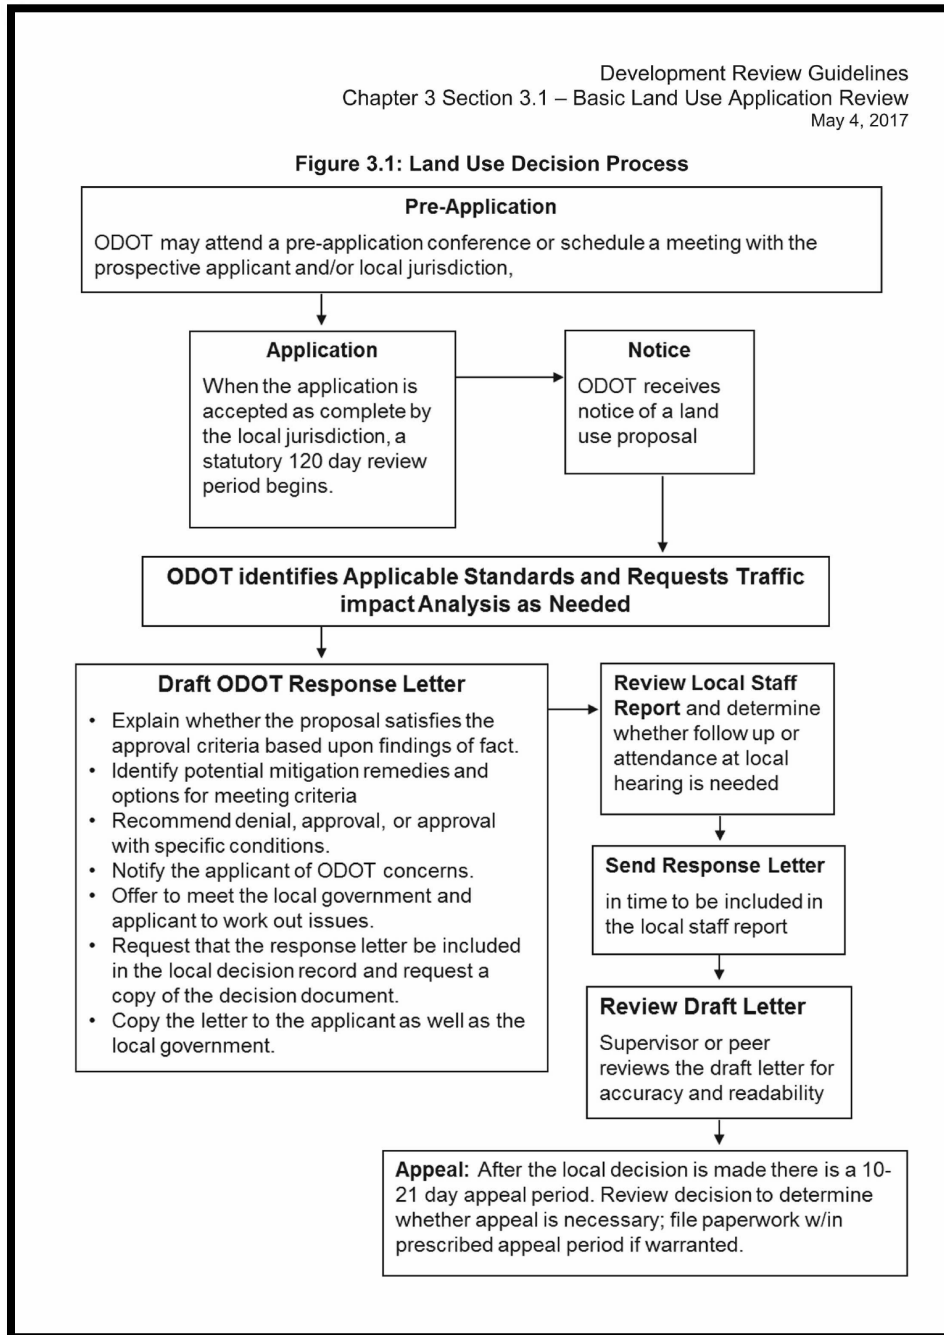 Development Review Guidelines
Chapter 3 Section 3.1 – Basic Land Use Application Review
May 4, 2017
Figure 3.1: Land Use Decision Process
Pre-Application
ODOT may attend a pre-application conference or schedule a meeting with the
prospective applicant and/or local jurisdiction,
Application
When the application is
accepted as complete by
the local jurisdiction, a
statutory 120 day review
period begins.
Notice
ODOT receives
notice of a land
use proposal
ODOT identifies Applicable Standards and Requests Traffic
impact Analysis as Needed
Draft ODOT Response Letter
• Explain whether the proposal satisfies the
approval criteria based upon findings of fact.
• Identify potential mitigation remedies and
options for meeting criteria
• Recommend denial, approval, or approval
with specific conditions.
• Notify the applicant of ODOT concerns.
• Offer to meet the local government and
applicant to work out issues.
• Request that the response letter be included
in the local decision record and request a
copy of the decision document.
• Copy the letter to the applicant as well as the
local government.
Review Local Staff
Report and determine
whether follow up or
attendance at local
hearing is needed
Send Response Letter
in time to be included in
the local staff report
Review Draft Letter
Supervisor or peer
reviews the draft letter for
accuracy and readability
Appeal: After the local decision is made there is a 10-
21 day appeal period. Review decision to determine
whether appeal is necessary; file paperwork w/in
prescribed appeal period if warranted.